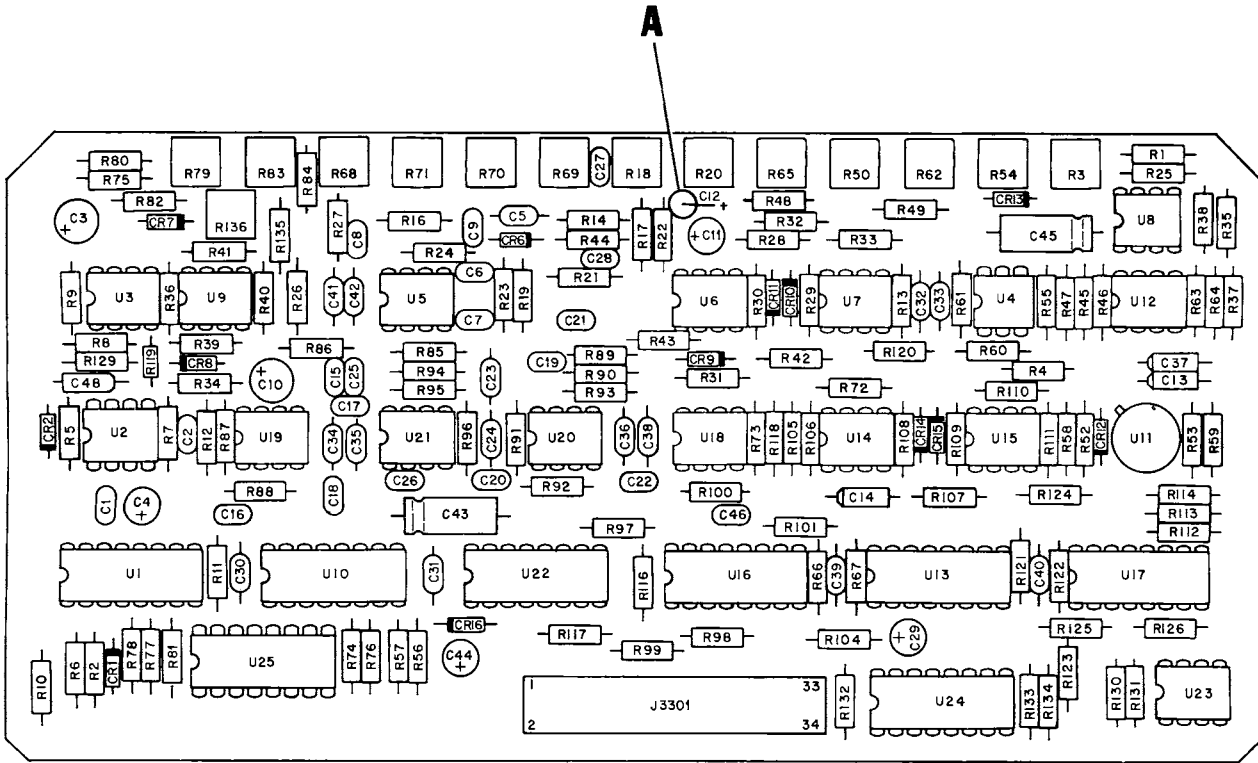 A
R80
R75
R79
R83
R84
R68
R71
R70
R69
C27
R18
R20
R65
R50
R62
R54
R3
R1
R25
R82
CR7
C3
R136
R135
R27
C8
R16
C9
C5
R14
R17
R22
C12
+
R48
R32
R49
CR13
U8
R38
R35
+
R41
R24
CR6
R44
C28
+
C11
R28
R33
C45
R9
U3
R36
U9
R40
R26
C41
C42
U5
C6
R23
R19
R21
U6
R30
CR11
CR10
R29
U7
R13
C32
C33
R61
U4
R55
R47
R45
R46
U12
R63
R64
R37
C7
C21
R8
R129
R119
R39
CR8
R86
R85
R94
R95
C23
C19
R89
R90
R93
R43
CR9
R31
R42
R120
R60
R4
C37
C13
C48
R34
+
C10
C15
C25
C17
R72
R110
CR2
R5
U2
R7
C2
R12
R87
U19
C34
C35
U21
R96
C24
R91
U20
C36
C38
U18
R73
R118
R105
R106
U14
R108
CR14
CR15
R109
U15
R111
R58
R52
CR12
U11
R53
R59
C26
C20
R92
C22
C1
C4
+
R88
C16
C18
C43
R100
C46
C14
R107
R124
R114
R113
R112
R97
R101
U1
R11
C30
U10
C31
U22
R116
U16
R66
C39
R67
U13
R121
C40
R122
U17
CR16
R117
R99
R98
R104
+
C29
R125
R126
R10
R6
R2
CR1
R78
R77
R81
U25
R74
R76
R57
R56
C44
+
1
33
J3301
2
34
R132
U24
R133
R134
R123
R130
R131
U23